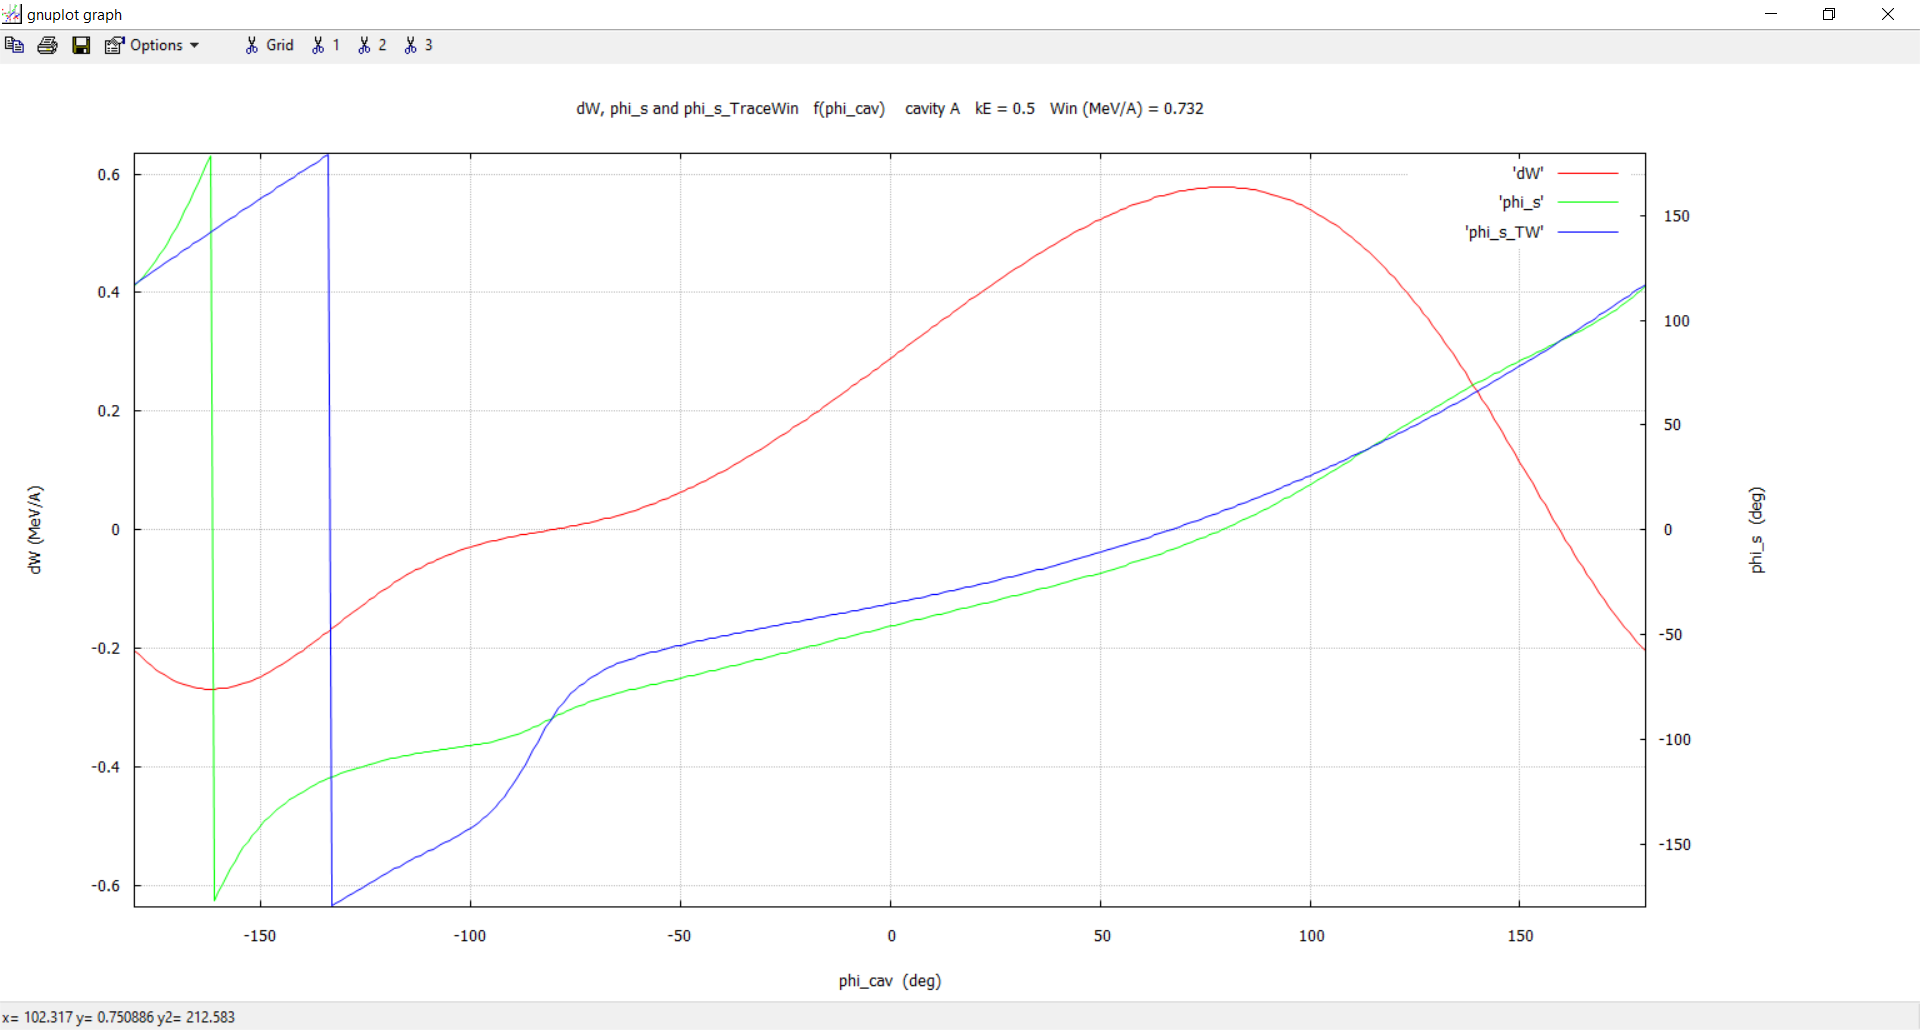 gnuplot graph
Options Grid 1 2 3
dW, phi_s and phi_s_TraceWin f(phi_cav) cavity A kE = 0.5 Win (MeV/A) = 0.732
'dW'
'phi_s'
'phi_s_TW'
0.6
0.4
0.2
0
-0.2
-0.4
-0.6
dW (MeV/A)
150
100
50
0
-50
-100
-150
phi_s (deg)
-150 -100 -50 0 50 100 150
phi_cav (deg)
x= 102.317 y= 0.750886 y2= 212.583